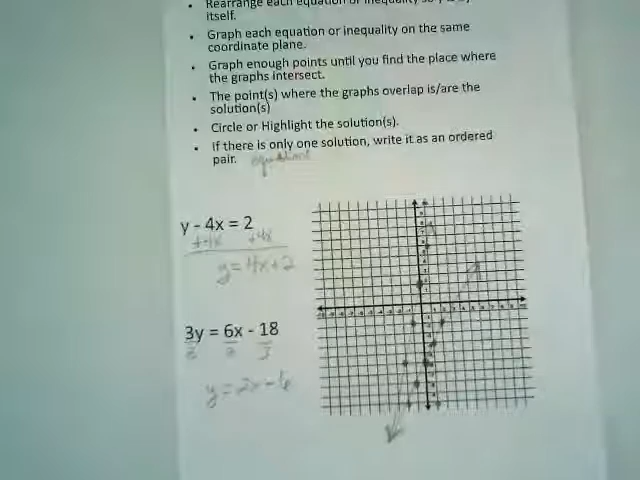 • Rearrange each equation or inequality so y is by
itself.
• Graph each equation or inequality on the same
coordinate plane.
• Graph enough points until you find the place where
the graphs intersect.
• The point(s) where the graphs overlap is/are the
solution(s)
• Circle or Highlight the solution(s).
• If there is only one solution, write it as an ordered
pair. equations
y - 4x = 2
+4x +4x
y = 4x + 2
3y = 6x - 18
3 3 3
y = 2x - 6